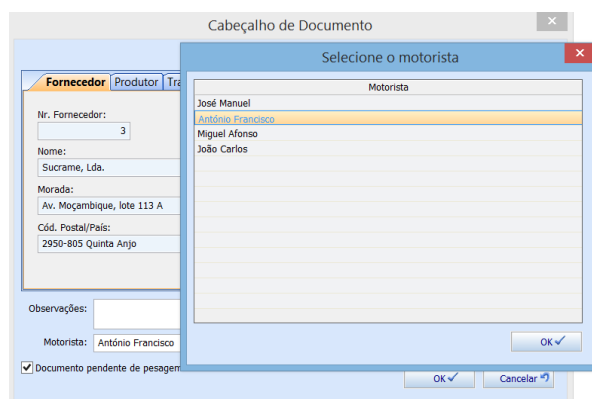 Cabeçalho de Documento
Selecione o motorista
Fornecedor Produtor
Motorista
José Manuel
António Francisco
Miguel Afonso
João Carlos
Nr. Fornecedor:
3
Nome:
Sucrame, Lda.
Morada:
Av. Moçambique, lote 113 A
Cód. Postal/País:
2950-805 Quinta Anjo
Observações:
Motorista: António Francisco
OK
Documento pendente de pesagem
OK Cancelar